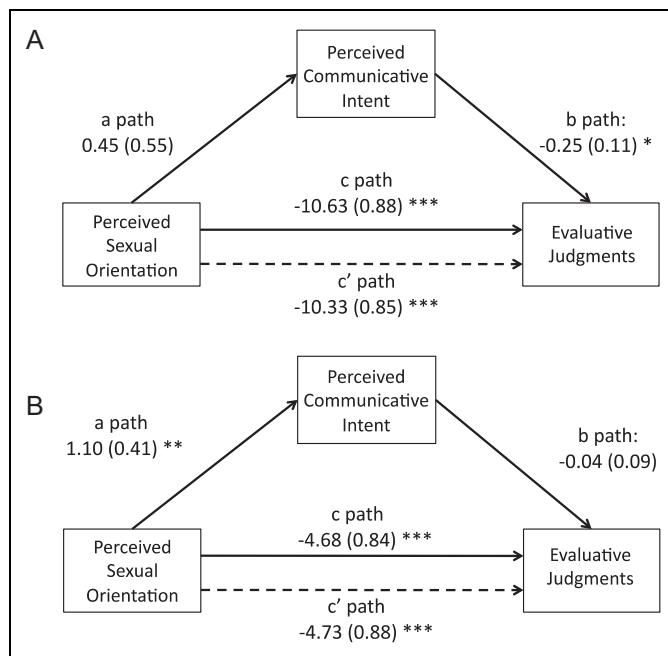 A
Perceived
Communicative
Intent
a path
0.45 (0.55)
b path:
-0.25 (0.11) *
c path
-10.63 (0.88) ***
Perceived
Sexual
Orientation
Evaluative
Judgments
c’ path
-10.33 (0.85) ***
B
Perceived
Communicative
Intent
a path
1.10 (0.41) **
b path:
-0.04 (0.09)
c path
-4.68 (0.84) ***
Perceived
Sexual
Orientation
Evaluative
Judgments
c’ path
-4.73 (0.88) ***